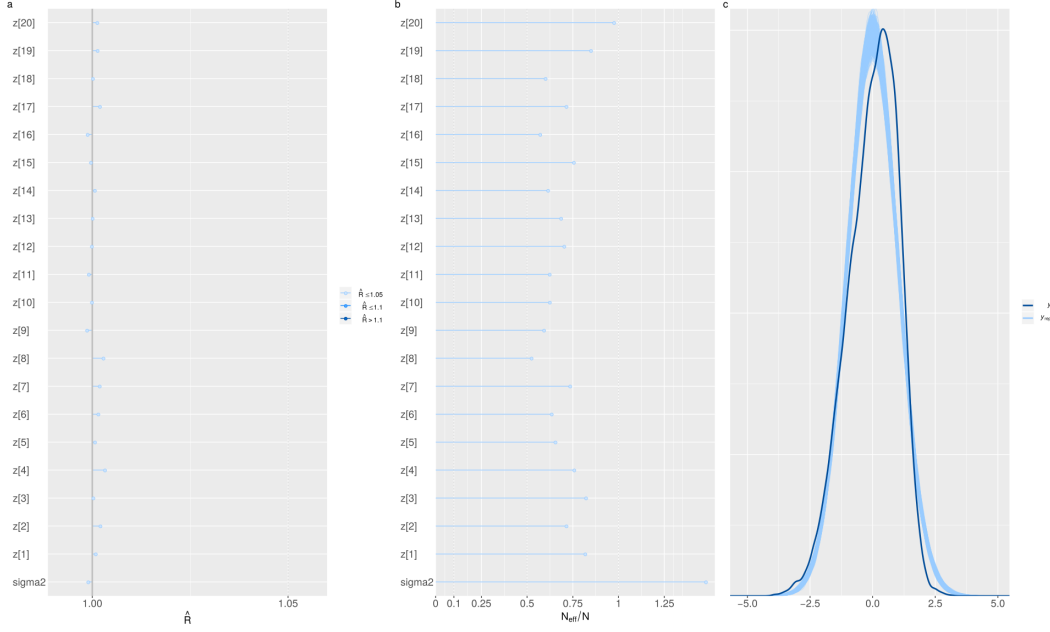 a
z[20]
z[19]
z[18]
z[17]
z[16]
z[15]
z[14]
z[13]
z[12]
z[11]
z[10]
z[9]
z[8]
z[7]
z[6]
z[5]
z[4]
z[3]
z[2]
z[1]
sigma2
1.00 1.05
R̂
R̂ ≤ 1.05
R̂ ≤ 1.1
R̂ > 1.1
b
z[20]
z[19]
z[18]
z[17]
z[16]
z[15]
z[14]
z[13]
z[12]
z[11]
z[10]
z[9]
z[8]
z[7]
z[6]
z[5]
z[4]
z[3]
z[2]
z[1]
sigma2
0 0.1 0.25 0.5 0.75 1 1.25
Neff/N
c
−5.0 −2.5 0.0 2.5 5.0
y